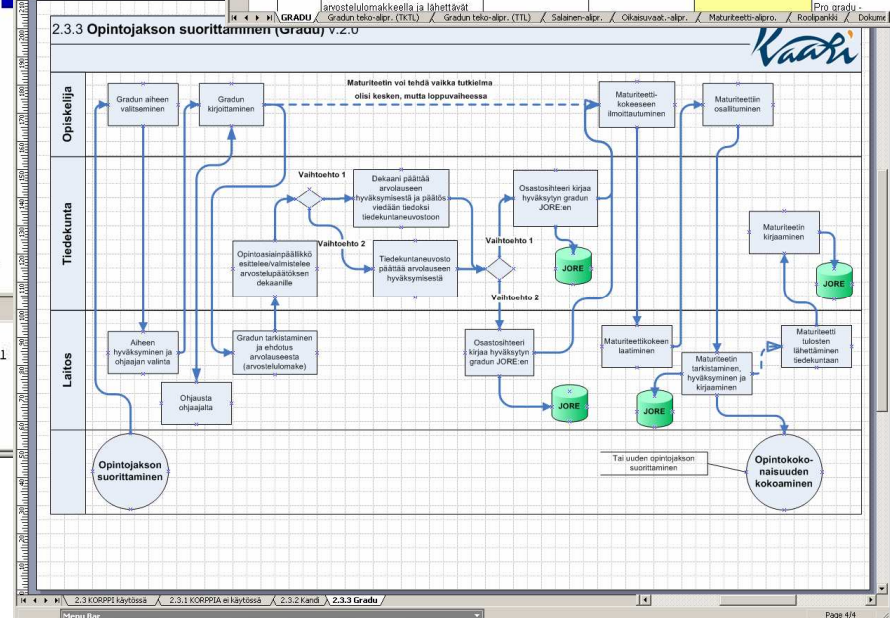 arvostelulomakkeella ja lähettävät
Pro gradu -
GRADU
Gradun teko-alipr. (TKTL)
Gradun teko-alipr. (TTL)
Salainen-alipr.
Oikaisuvaat.-alipr.
Maturiteetti-alipro.
Roolipankki
Dokume
2.3.3 Opintojakson suorittaminen (Gradu) v.2.0
Opiskelija
Gradun aiheen
valitseminen
Gradun
kirjoittaminen
Maturiteetin voi tehdä vaikka tutkielma
olisi kesken, mutta loppuvaiheessa
Maturiteetti-
kokeeseen
ilmoittautuminen
Maturiteettiin
osallituminen
Tiedekunta
Vaihtoehto 1
Dekaani päättää
arvolauseen
hyväksymisestä ja päätös
viedään tiedoksi
tiedekuntaneuvostoon
Osastosihteeri kirjaa
hyväksytyn gradun
JORE:en
Maturiteetin
kirjaaminen
Opintoasiainpäällikkö
esittelee/valmistelee
arvostelupäätöksen
dekaanille
Vaihtoehto 2
Tiedekuntaneuvosto
päättää arvolauseen
hyväksymisestä
Vaihtoehto 1
JORE
JORE
Vaihtoehto 2
Laitos
Aiheen
hyväksyminen ja
ohjaajan valinta
Gradun tarkistaminen
ja ehdotus
arvolauseesta
(arvostelulomake)
Osastosihteeri
kirjaa hyväksytyn
gradun JORE:en
Maturiteettikokeen
laatiminen
Maturiteetti
tulosten
lähettäminen
tiedekuntaan
Maturiteetin
tarkistaminen,
hyväksyminen ja
kirjaaminen
Ohjausta
ohjaajalta
JORE
JORE
Opintojakson
suorittaminen
Tai uuden opintojakson
suorittaminen
Opintokoko-
naisuuden
kokoaminen
2.3 KORPPI käytössä
2.3.1 KORPPIA ei käytössä
2.3.2 Kandi
2.3.3 Gradu
Menu Bar
Page 4/4